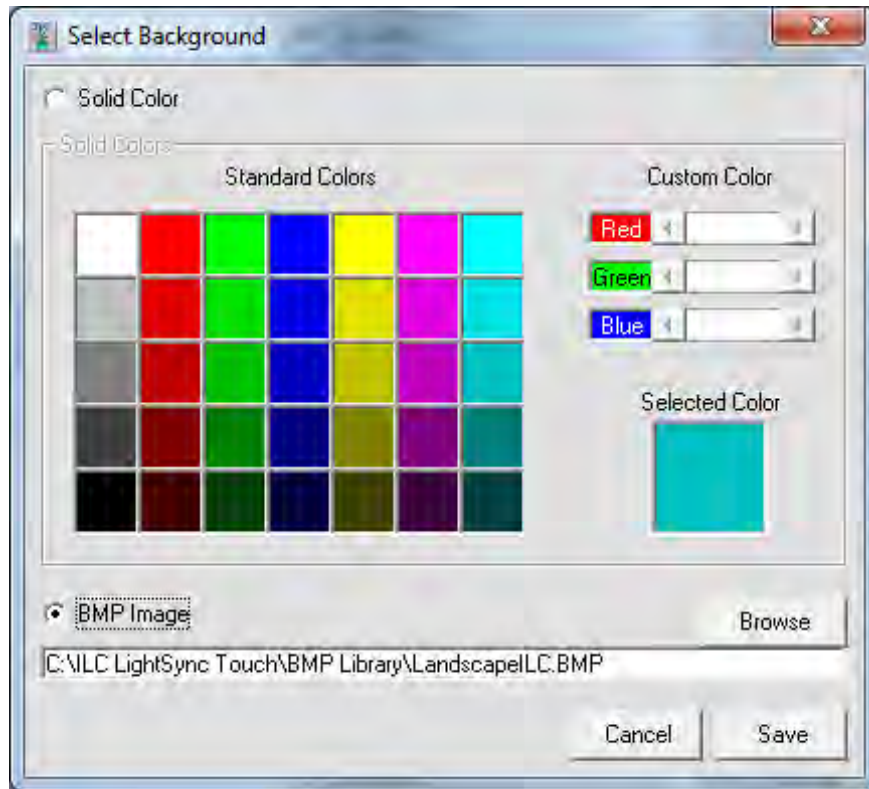 Select Background
Solid Color
Solid Colors
Standard Colors
Custom Color
Red
Green
Blue
Selected Color
BMP Image
Browse
C:\ILC LightSync Touch\BMP Library\LandscapeILC.BMP
Cancel
Save